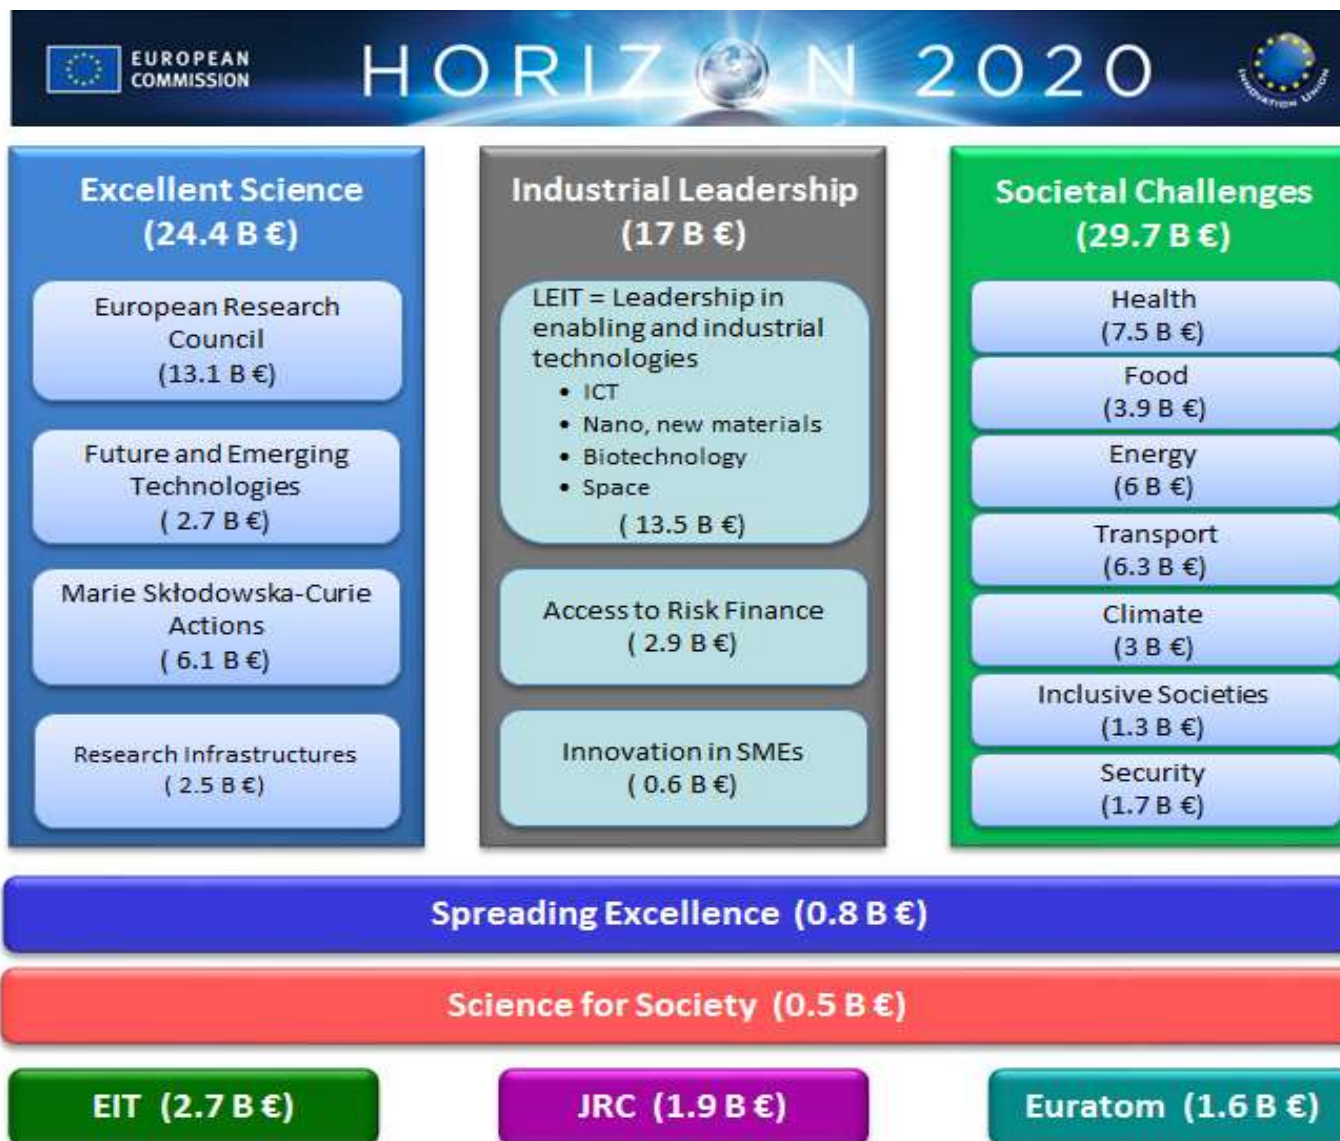 EUROPEAN
COMMISSION
HORIZON 2020
INNOVATION UNION
Excellent Science
(24.4 B €)
European Research
Council
(13.1 B €)
Future and Emerging
Technologies
( 2.7 B €)
Marie Skłodowska-Curie
Actions
( 6.1 B €)
Research Infrastructures
( 2.5 B €)
Industrial Leadership
(17 B €)
LEIT = Leadership in
enabling and industrial
technologies
• ICT
• Nano, new materials
• Biotechnology
• Space
( 13.5 B €)
Access to Risk Finance
( 2.9 B €)
Innovation in SMEs
( 0.6 B €)
Societal Challenges
(29.7 B €)
Health
(7.5 B €)
Food
(3.9 B €)
Energy
(6 B €)
Transport
(6.3 B €)
Climate
(3 B €)
Inclusive Societies
(1.3 B €)
Security
(1.7 B €)
Spreading Excellence (0.8 B €)
Science for Society (0.5 B €)
EIT (2.7 B €)
JRC (1.9 B €)
Euratom (1.6 B €)